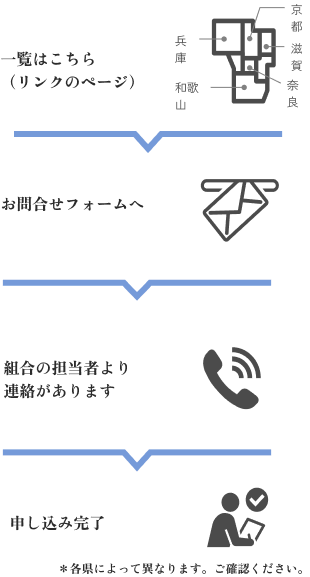 京都
兵庫
滋賀
一覧はこちら
（リンクのページ）
奈良
和歌山
お問合せフォームへ
組合の担当者より
連絡があります
申し込み完了
＊各県によって異なります。ご確認ください。